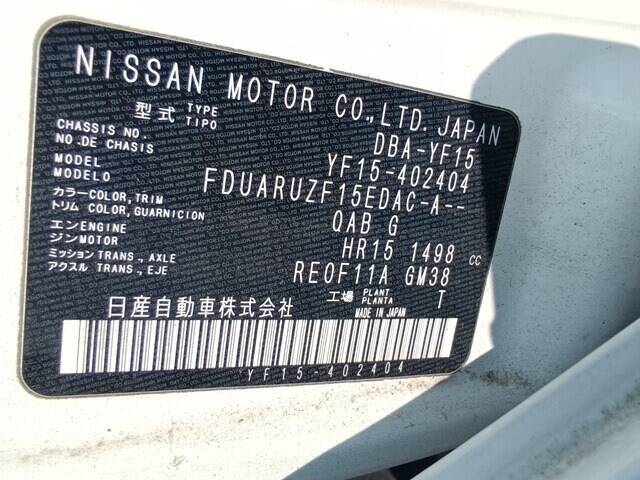 NISSAN MOTOR CO.,LTD. JAPAN
型式 TYPE TIPO DBA-YF15
CHASSIS NO. NO.DE CHASIS YF15-402404
MODEL MODELO FDUARUZF15EDAC-A--
カラー COLOR, TRIM トリム COLOR, GUARNICION QAB G
エンジン ENGINE MOTOR HR15 1498 CC
ミッション TRANS., AXLE アクスル TRANS., EJE RE0F11A GM38
工場 PLANT PLANTA T
日産自動車株式会社 MADE IN JAPAN
YF15-402404